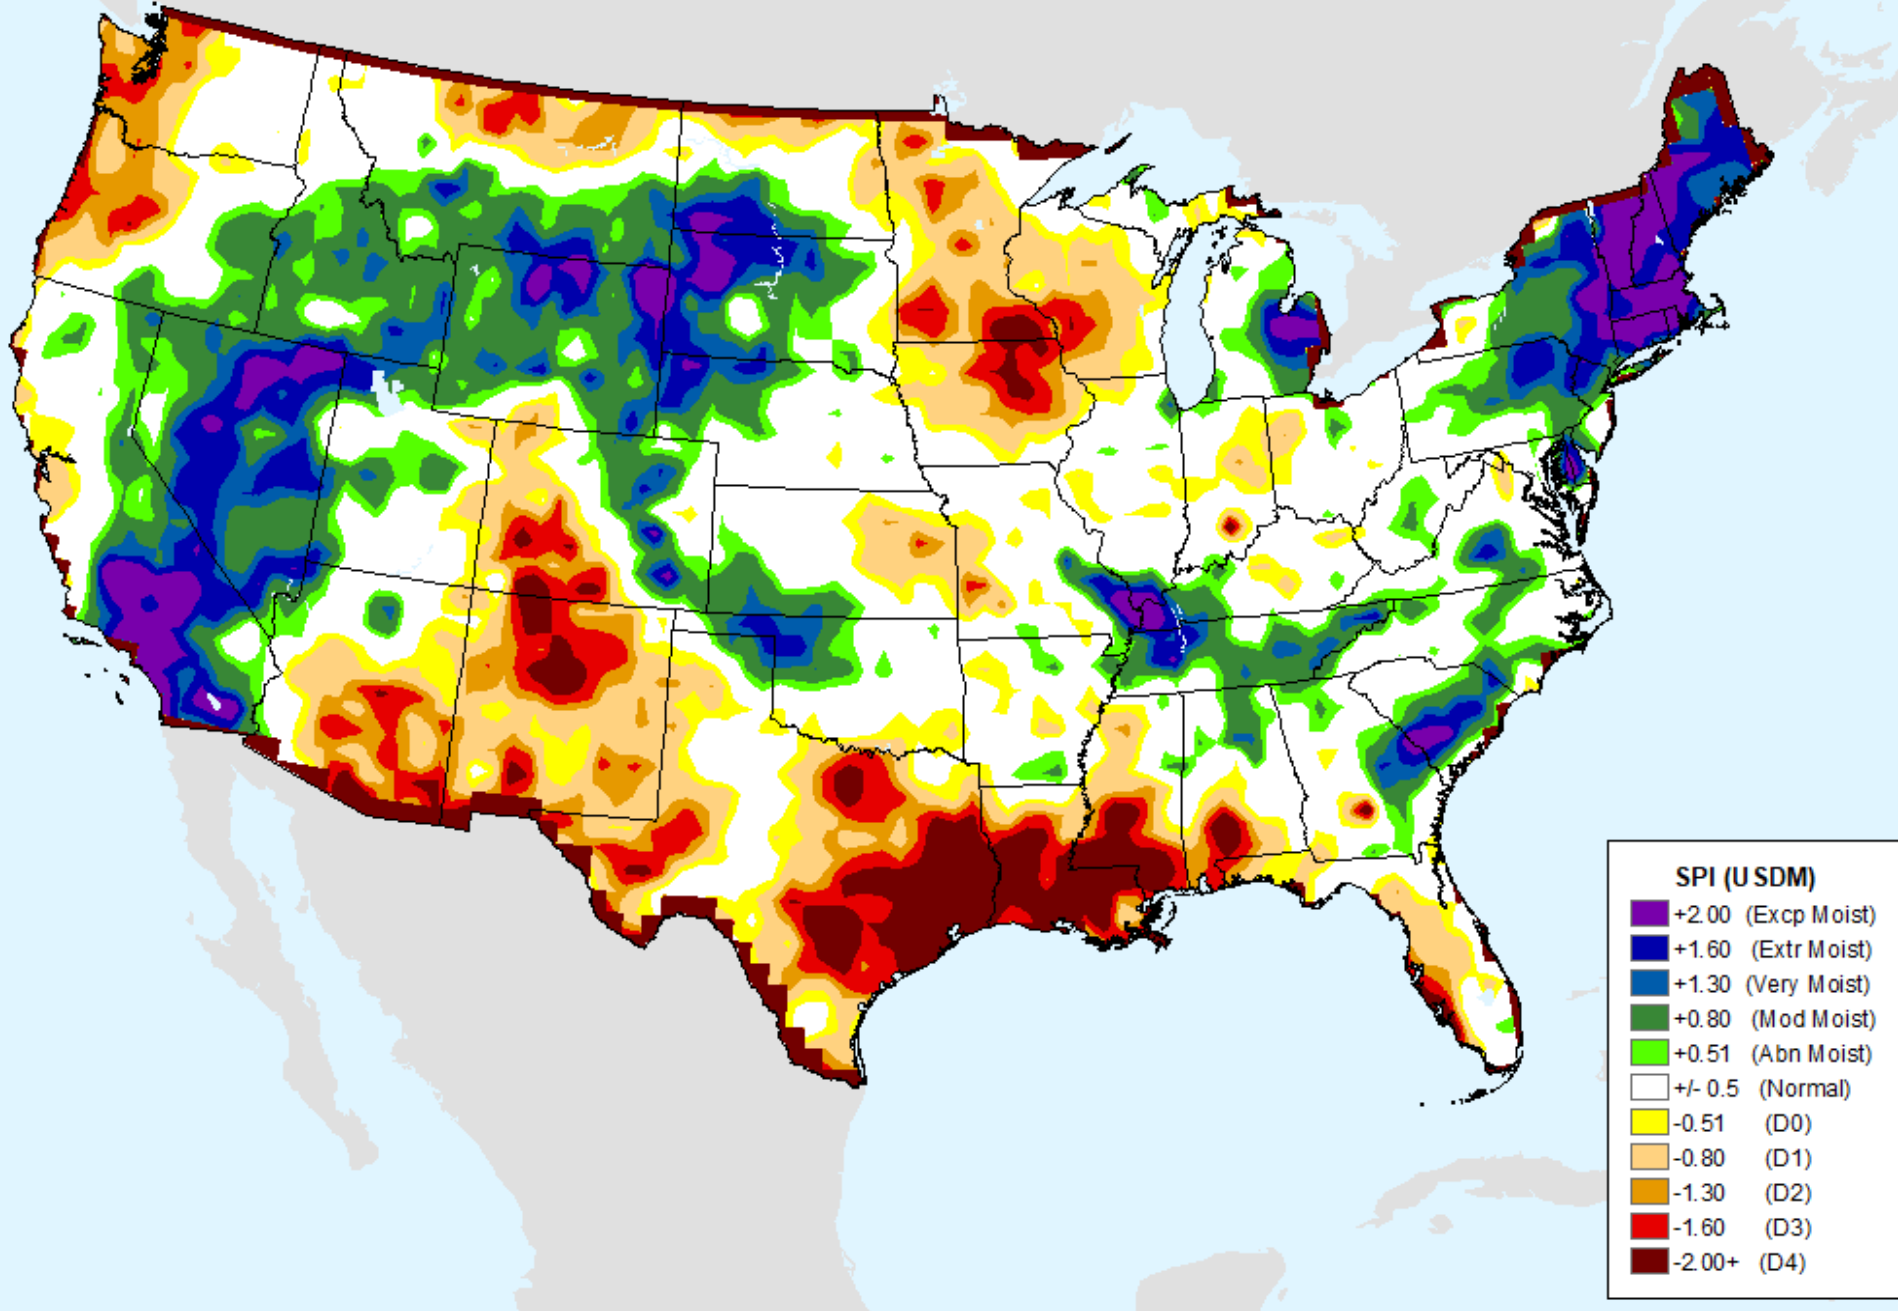 SPI (USDM)
+2.00 (Excp Moist)
+1.60 (Extr Moist)
+1.30 (Very Moist)
+0.80 (Mod Moist)
+0.51 (Abn Moist)
+/- 0.5 (Normal)
-0.51 (D0)
-0.80 (D1)
-1.30 (D2)
-1.60 (D3)
-2.00+ (D4)